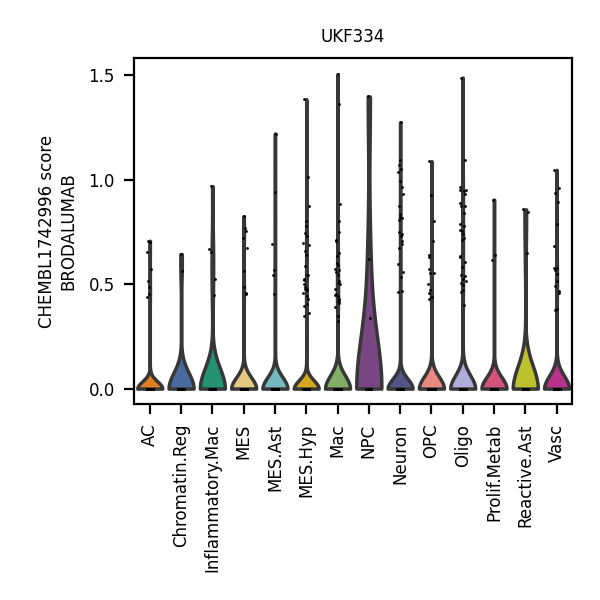 UKF334
CHEMBL1742996 score
BRODALUMAB
1.5
1.0
0.5
0.0
AC
Chromatin.Reg
Inflammatory.Mac
MES
MES.Ast
MES.Hyp
Mac
NPC
Neuron
OPC
Oligo
Prolif.Metab
Reactive.Ast
Vasc